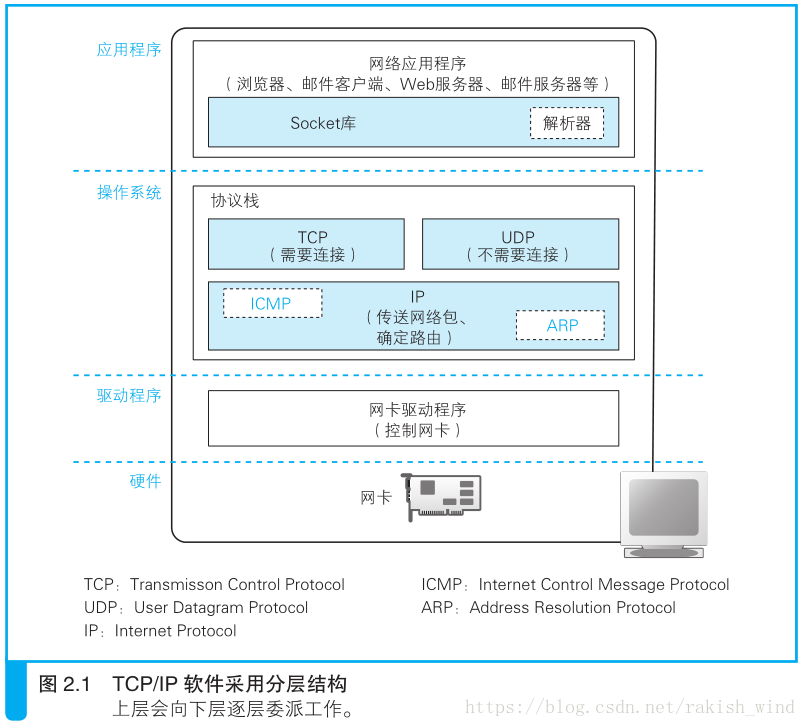 应用程序
网络应用程序
（浏览器、邮件客户端、Web服务器、邮件服务器等）
Socket库
解析器
操作系统
协议栈
TCP
（需要连接）
UDP
（不需要连接）
ICMP
IP
（传送网络包、
确定路由）
ARP
驱动程序
网卡驱动程序
（控制网卡）
硬件
网卡
TCP：Transmisson Control Protocol
UDP：User Datagram Protocol
IP：Internet Protocol
ICMP：Internet Control Message Protocol
ARP：Address Resolution Protocol
图 2.1 TCP/IP 软件采用分层结构
上层会向下层逐层委派工作。
https://blog.csdn.net/rakish_wind